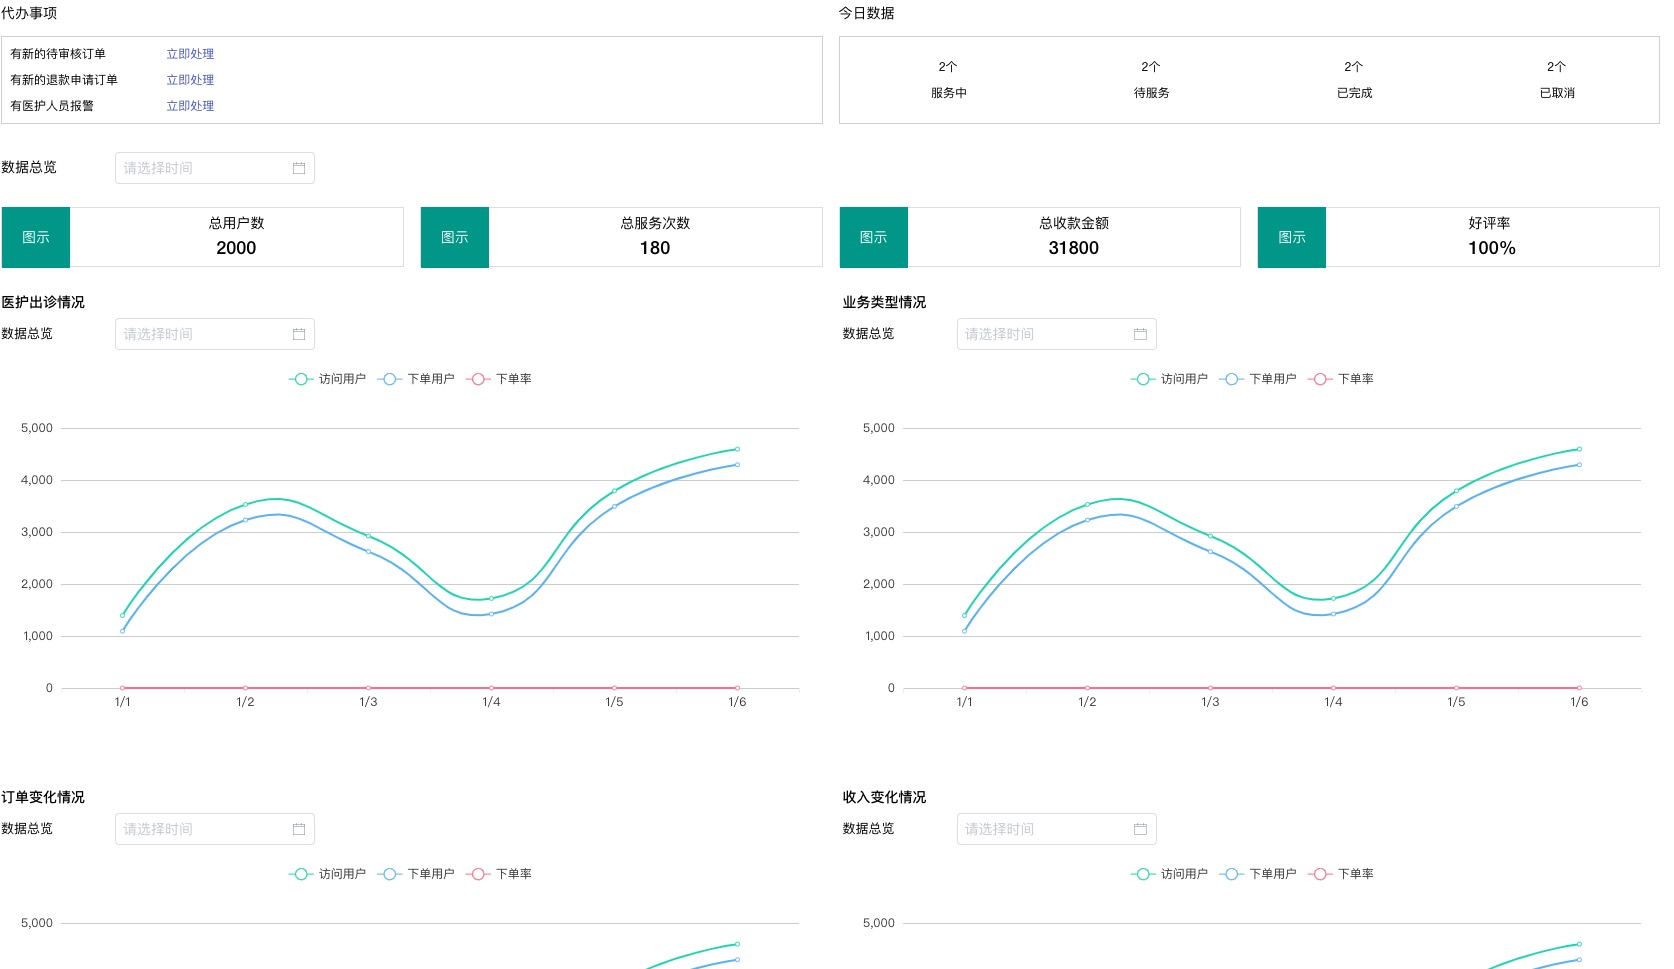 代办事项
有新的待审核订单 立即处理
有新的退款申请订单 立即处理
有医护人员报警 立即处理
今日数据
2个 2个 2个 2个
服务中 待服务 已完成 已取消
数据总览 请选择时间
图示
总用户数
2000
图示
总服务次数
180
图示
总收款金额
31800
图示
好评率
100%
医护出诊情况
数据总览 请选择时间
访问用户 下单用户 下单率
5,000
4,000
3,000
2,000
1,000
0
1/1 1/2 1/3 1/4 1/5 1/6
业务类型情况
数据总览 请选择时间
访问用户 下单用户 下单率
5,000
4,000
3,000
2,000
1,000
0
1/1 1/2 1/3 1/4 1/5 1/6
订单变化情况
数据总览 请选择时间
访问用户 下单用户 下单率
5,000
收入变化情况
数据总览 请选择时间
访问用户 下单用户 下单率
5,000